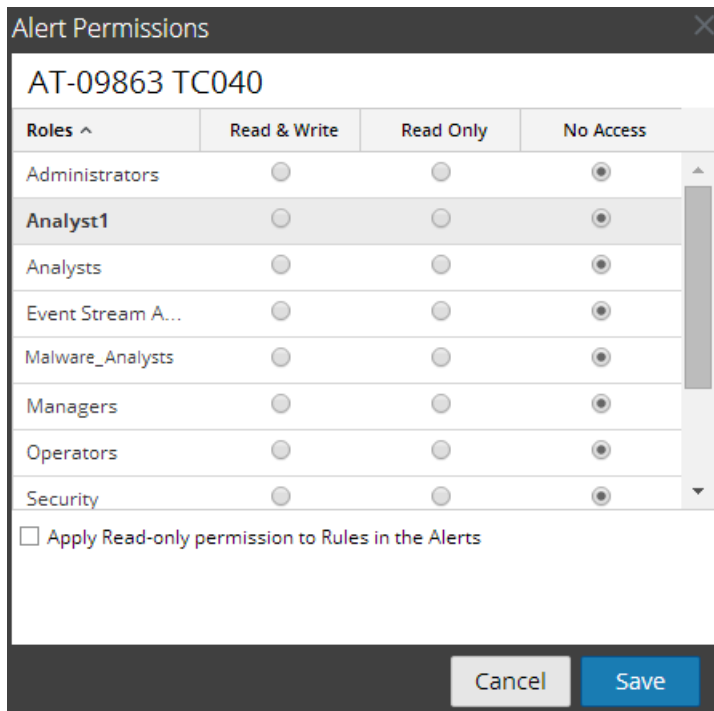 Alert Permissions
AT-09863 TC040
Roles Read & Write Read Only No Access
Administrators
Analyst1
Analysts
Event Stream A...
Malware_Analysts
Managers
Operators
Security
Apply Read-only permission to Rules in the Alerts
Cancel Save